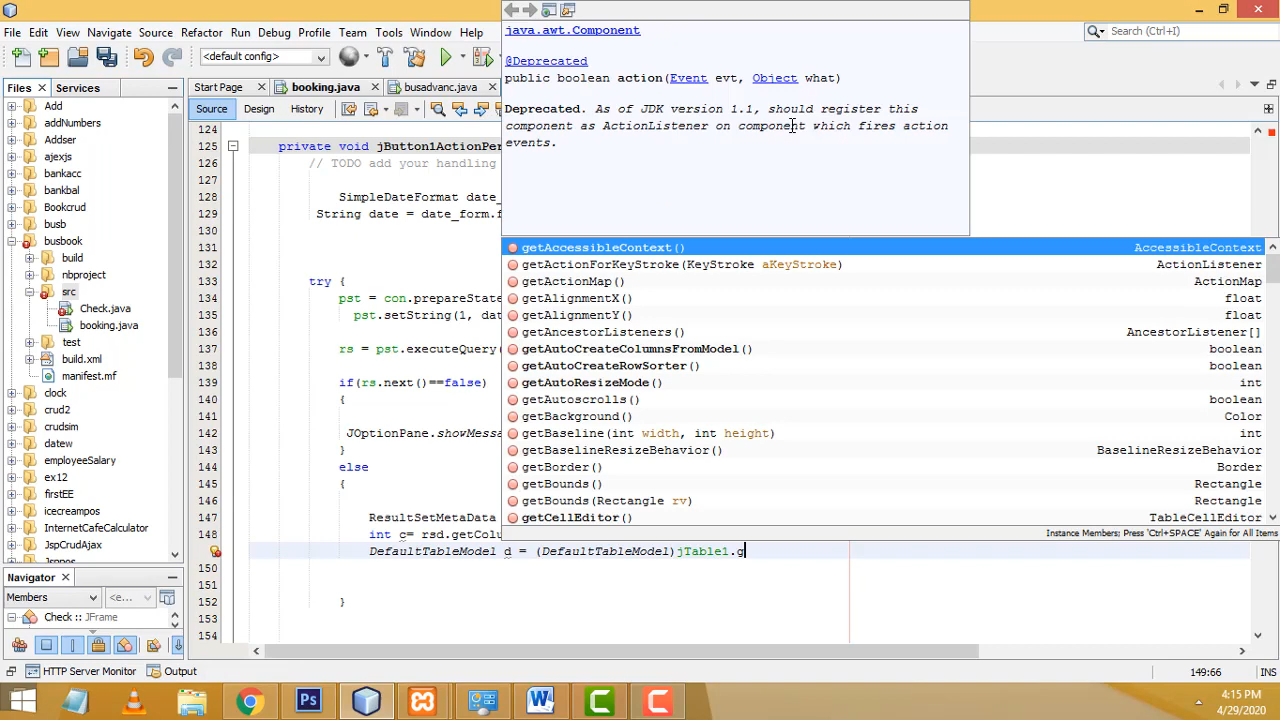 java.awt.Component
File Edit View Navigate Source Refactor Run Debug Profile Team Tools Window Help
@Deprecated
public boolean action(Event evt, Object what)
Deprecated. As of JDK version 1.1, should register this
component as ActionListener on component which fires action
events.
Search (Ctrl+I)
<default config>
Files Services
Start Page booking.java busadvanc.java
Source Design History
Add
addNumbers
Addser
ajexjs
bankacc
bankbal
Bookcrud
busb
busbook
build
nbproject
src
Check.java
booking.java
test
build.xml
manifest.mf
clock
crud2
crudsim
datew
employeeSalary
ex12
firstEE
icecreampos
InternetCafeCalculator
JspCrudAjax
Navigator
Members <e...
Check :: JFrame
124
125 private void jButton1ActionPer
126 // TODO add your handling
127
128 SimpleDateFormat date_
129 String date = date_form.f
130
131
132
133 try {
134 pst = con.prepareState
135 pst.setString(1, dat
136
137 rs = pst.executeQuery(
138
139 if(rs.next()==false)
140 {
141
142 JOptionPane.showMessa
143 }
144 else
145 {
146
147 ResultSetMetaData
148 int c= rsd.getColu
DefaultTableModel d = (DefaultTableModel)jTable1.g
150
151
152 }
153
154
getAccessibleContext() AccessibleContext
getActionForKeyStroke(KeyStroke aKeyStroke) ActionListener
getActionMap() ActionMap
getAlignmentX() float
getAlignmentY() float
getAncestorListeners() AncestorListener[]
getAutoCreateColumnsFromModel() boolean
getAutoCreateRowSorter() boolean
getAutoResizeMode() int
getAutoscrolls() boolean
getBackground() Color
getBaseline(int width, int height) int
getBaselineResizeBehavior() BaselineResizeBehavior
getBorder() Border
getBounds() Rectangle
getBounds(Rectangle rv) Rectangle
getCellEditor() TableCellEditor
Instance Members; Press 'Ctrl+SPACE' Again for All Items
HTTP Server Monitor Output
149:66 INS
4:15 PM
4/29/2020